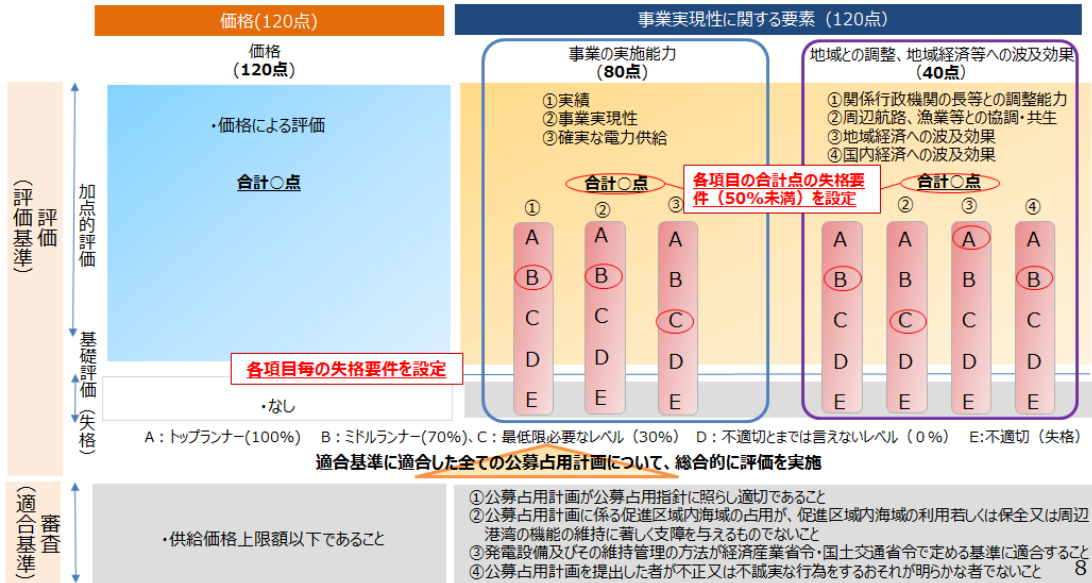 価格(120点)
事業実現性に関する要素（120点）
価格
(120点)
事業の実施能力
（80点）
地域との調整、地域経済等への波及効果
（40点）
評価
（評価基準）
加点的評価
基礎評価
（失格）
・価格による評価
合計○点
①実績
②事業実現性
③確実な電力供給
①関係行政機関の長等との調整能力
②周辺航路、漁業等との協調・共生
③地域経済への波及効果
④国内経済への波及効果
合計○点
各項目の合計点の失格要
件（50%未満）を設定
合計○点
① ② ③
A B C D E
A B C D E
A B C D E
② ③ ④
A B C D E
A B C D E
A B C D E
A B C D E
各項目毎の失格要件を設定
・なし
A：トップランナー(100%)　B：ミドルランナー(70%)、C：最低限必要なレベル（30%）　D：不適切とまでは言えないレベル（０％）　E:不適切（失格）
適合基準に適合した全ての公募占用計画について、総合的に評価を実施
審査
（適合基準）
・供給価格上限額以下であること
①公募占用計画が公募占用指針に照らし適切であること
②公募占用計画に係る促進区域内海域の占用が、促進区域内海域の利用若しくは保全又は周辺
港湾の機能の維持に著しく支障を与えるものでないこと
③発電設備及びその維持管理の方法が経済産業省令・国土交通省令で定める基準に適合すること
④公募占用計画を提出した者が不正又は不誠実な行為をするおそれが明らかな者でないこと
8